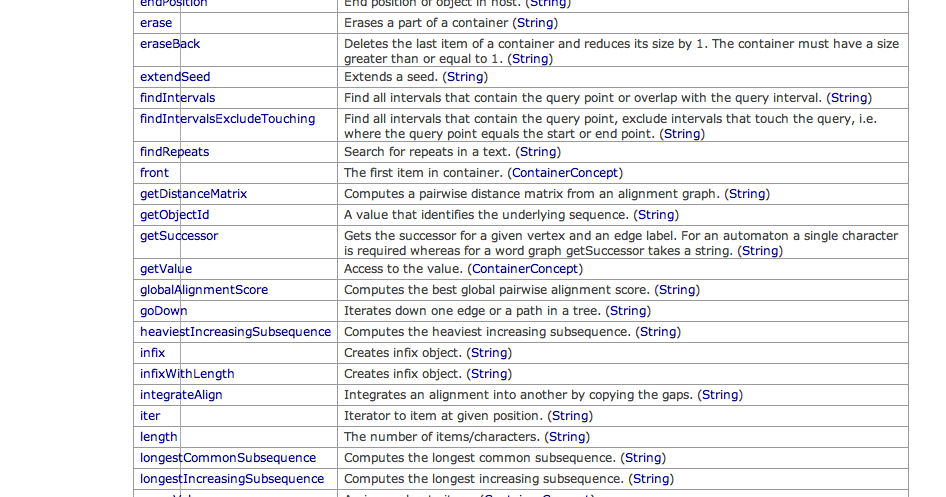 endPosition End position of object in host. (String)
erase Erases a part of a container (String)
eraseBack Deletes the last item of a container and reduces its size by 1. The container must have a size
greater than or equal to 1. (String)
extendSeed Extends a seed. (String)
findIntervals Find all intervals that contain the query point or overlap with the query interval. (String)
findIntervalsExcludeTouching Find all intervals that contain the query point, exclude intervals that touch the query, i.e.
where the query point equals the start or end point. (String)
findRepeats Search for repeats in a text. (String)
front The first item in container. (ContainerConcept)
getDistanceMatrix Computes a pairwise distance matrix from an alignment graph. (String)
getObjectId A value that identifies the underlying sequence. (String)
getSuccessor Gets the successor for a given vertex and an edge label. For an automaton a single character
is required whereas for a word graph getSuccessor takes a string. (String)
getValue Access to the value. (ContainerConcept)
globalAlignmentScore Computes the best global pairwise alignment score. (String)
goDown Iterates down one edge or a path in a tree. (String)
heaviestIncreasingSubsequence Computes the heaviest increasing subsequence. (String)
infix Creates infix object. (String)
infixWithLength Creates infix object. (String)
integrateAlign Integrates an alignment into another by copying the gaps. (String)
iter Iterator to item at given position. (String)
length The number of items/characters. (String)
longestCommonSubsequence Computes the longest common subsequence. (String)
longestIncreasingSubsequence Computes the longest increasing subsequence. (String)